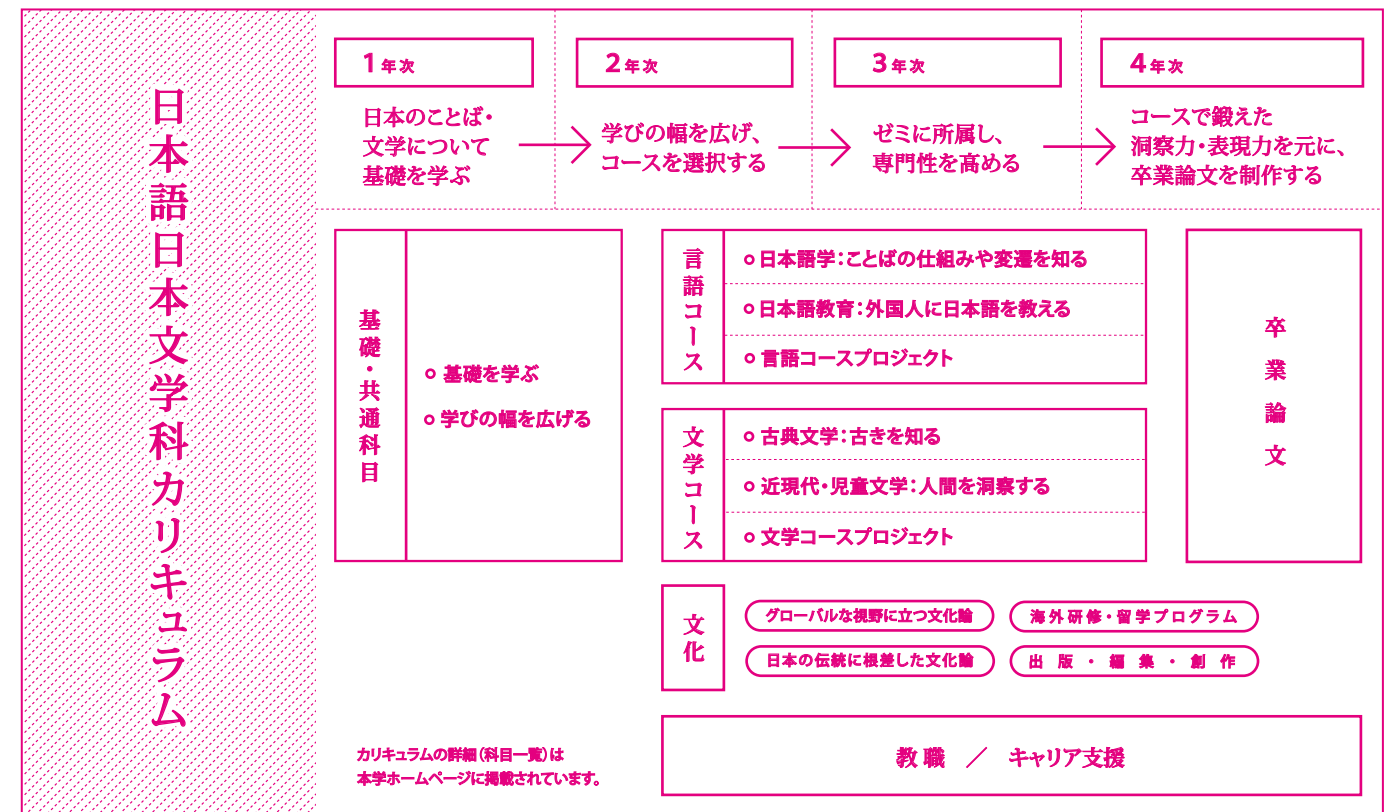 日本語日本文学科カリキュラム
1年次
日本のことば・
文学について
基礎を学ぶ
2年次
学びの幅を広げ、
コースを選択する
3年次
ゼミに所属し、
専門性を高める
4年次
コースで鍛えた
洞察力・表現力を元に、
卒業論文を制作する
基礎・共通科目
基礎を学ぶ
学びの幅を広げる
言語コース
日本語学:ことばの仕組みや変遷を知る
日本語教育:外国人に日本語を教える
言語コースプロジェクト
文学コース
古典文学:古きを知る
近現代・児童文学:人間を洞察する
文学コースプロジェクト
卒業論文
文化
グローバルな視野に立つ文化論
海外研修・留学プログラム
日本の伝統に根差した文化論
出版・編集・創作
教職 / キャリア支援
カリキュラムの詳細(科目一覧)は
本学ホームページに掲載されています。